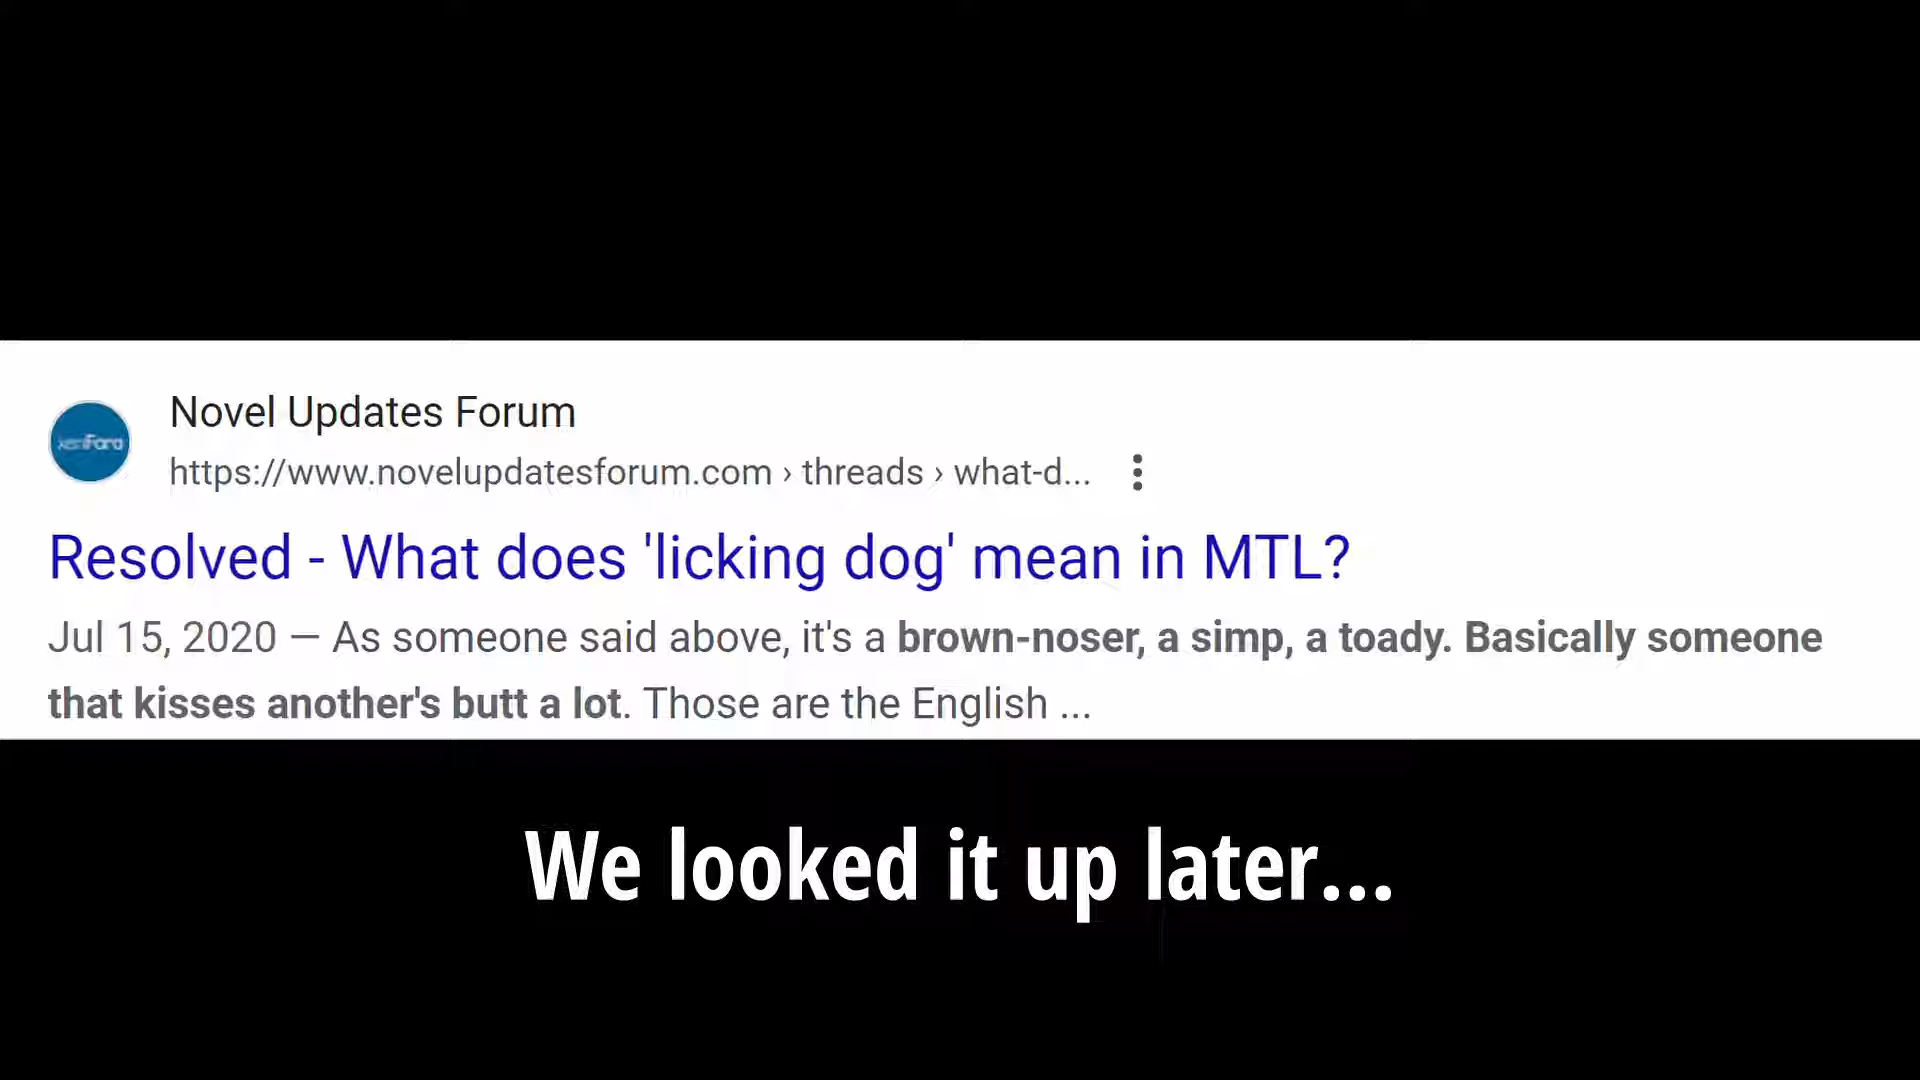 Novel Updates Forum
xenForo
https://www.novelupdatesforum.com › threads › what-d...
Resolved - What does 'licking dog' mean in MTL?
Jul 15, 2020 — As someone said above, it's a brown-noser, a simp, a toady. Basically someone
that kisses another's butt a lot. Those are the English ...
We looked it up later...